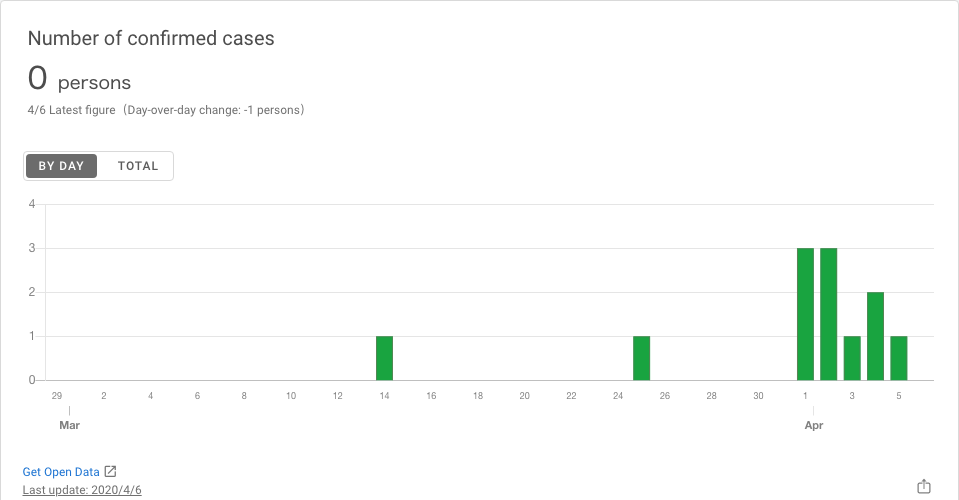 Number of confirmed cases
0 persons
4/6 Latest figure（Day-over-day change: -1 persons）
BY DAY TOTAL
4
3
2
1
0
29 2 4 6 8 10 12 14 16 18 20 22 24 26 28 30 1 3 5
Mar Apr
Get Open Data
Last update: 2020/4/6